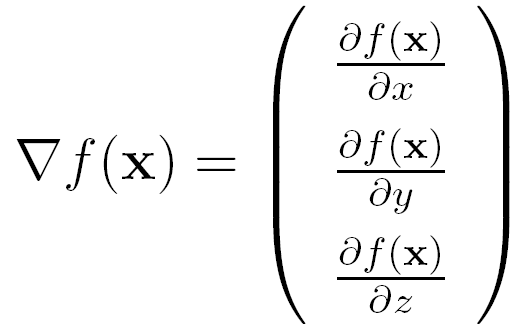 ∇f(𝐱) = ( ∂f(𝐱)/∂x
∂f(𝐱)/∂y
∂f(𝐱)/∂z )